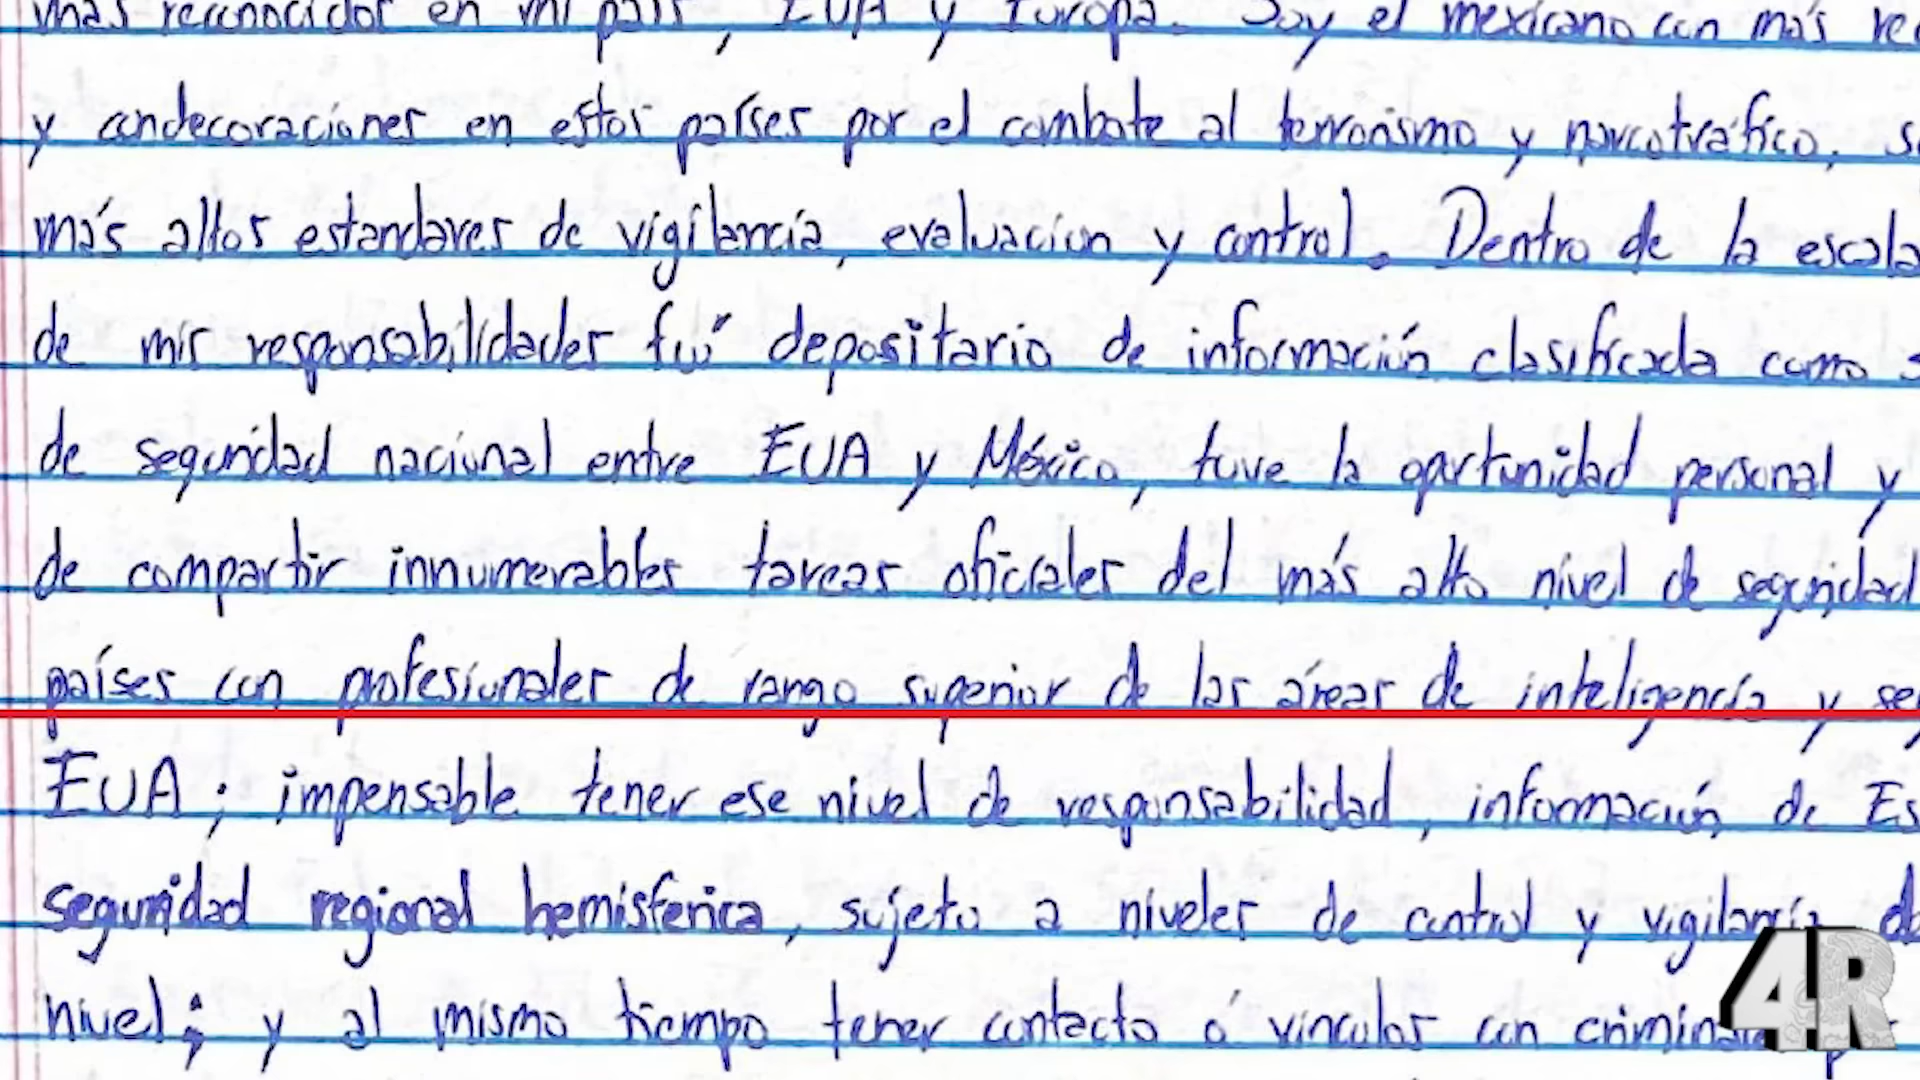 más reconocidor en mi país, EUA y Europa. Soy el mexicano con más
y condecoraciones en estos países por el combate al terrorismo y narcotráfico,
más altos estandares de vigilancia, evaluación y control. Dentro de la escala
de mis responsabilidades fuí depositario de información clasificada como
de seguridad nacional entre EUA y México, tuve la oportunidad personal y
de compartir innumerables tareas oficiales del más alto nivel de seguridad
países con profesionales de rango superior de las áreas de inteligencia y
EUA; impensable tener ese nivel de responsabilidad, información de Es
seguridad regional hemisferica, sujeto a niveles de control y vigilancia
nivel; y al mismo tiempo tener contacto ó vinculos con
4R